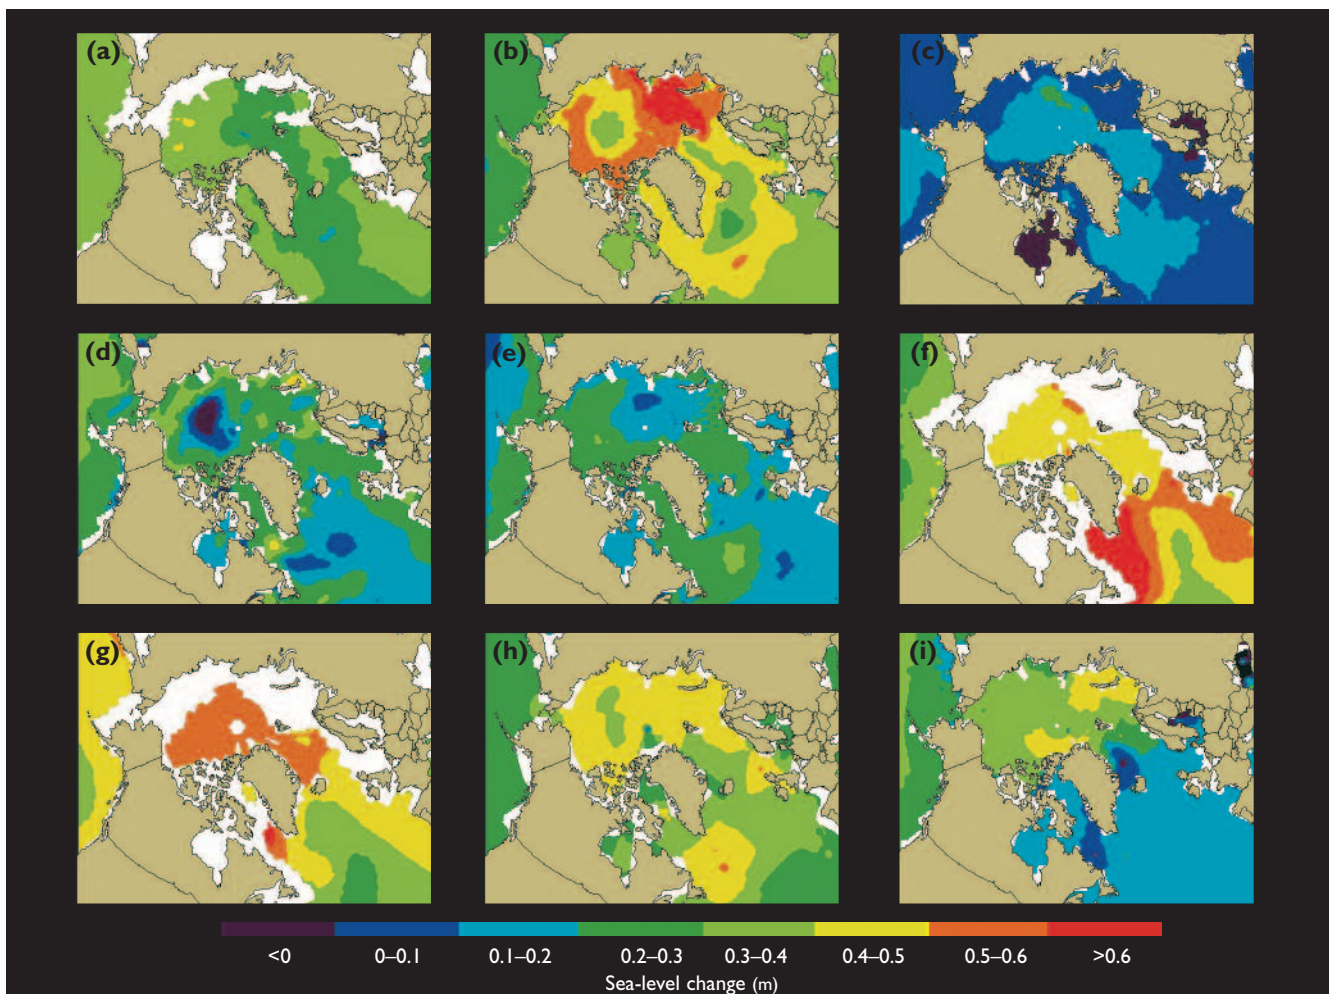 (a) (b) (c)
(d) (e) (f)
(g) (h) (i)
<0 0–0.1 0.1–0.2 0.2–0.3 0.3–0.4 0.4–0.5 0.5–0.6 >0.6
Sea-level change (m)